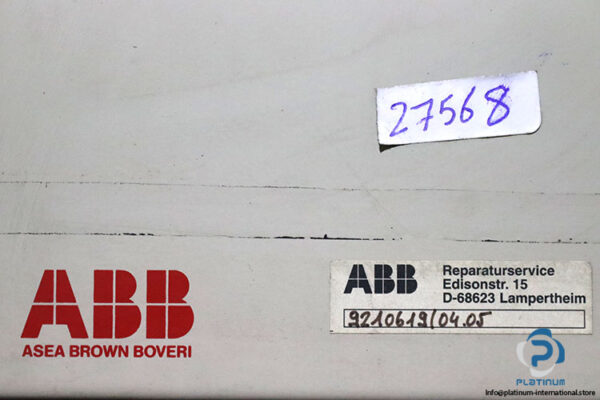 27568
ABB
ASEA BROWN BOVERI
ABB
Reparaturservice
Edisonstr. 15
D-68623 Lampertheim
9210619/04.05
PLATINUM
info@platinum-international.store